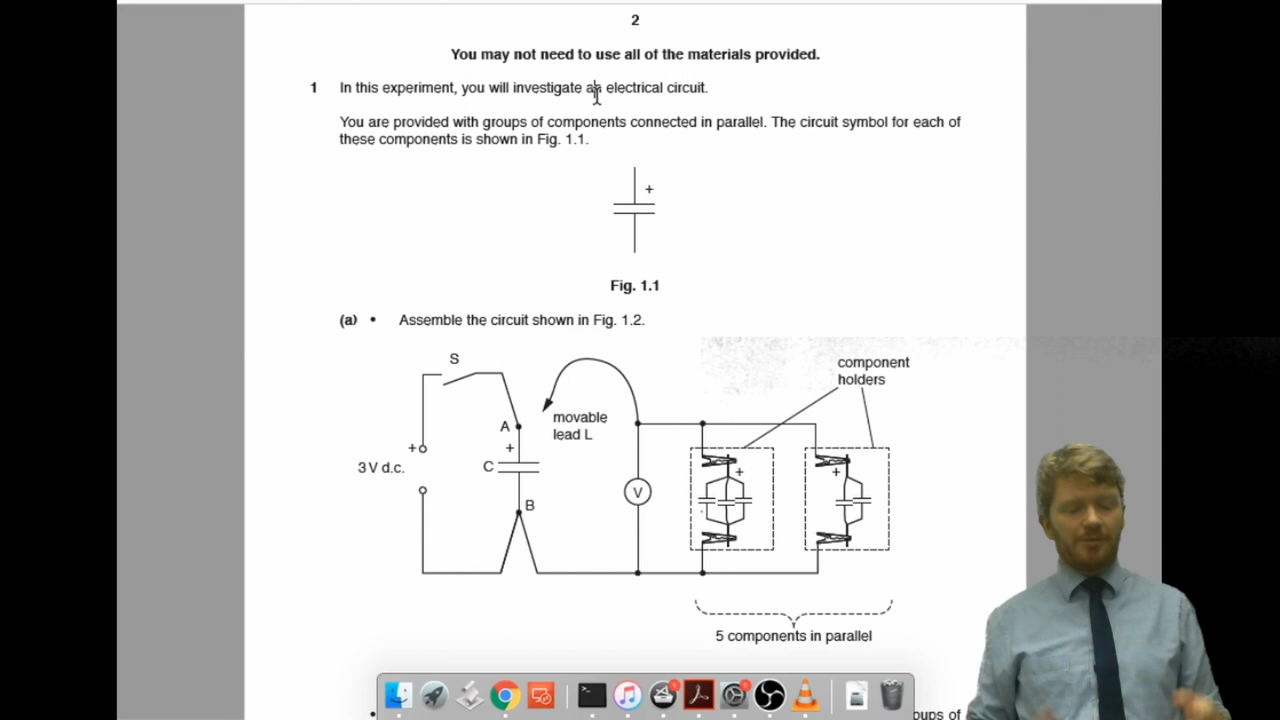 2
You may not need to use all of the materials provided.
1 In this experiment, you will investigate an electrical circuit.
You are provided with groups of components connected in parallel. The circuit symbol for each of
these components is shown in Fig. 1.1.
+
Fig. 1.1
(a) • Assemble the circuit shown in Fig. 1.2.
S
component
holders
movable
lead L
A
+
+
3 V d.c.
C
B
V
+
+
5 components in parallel
• oups of